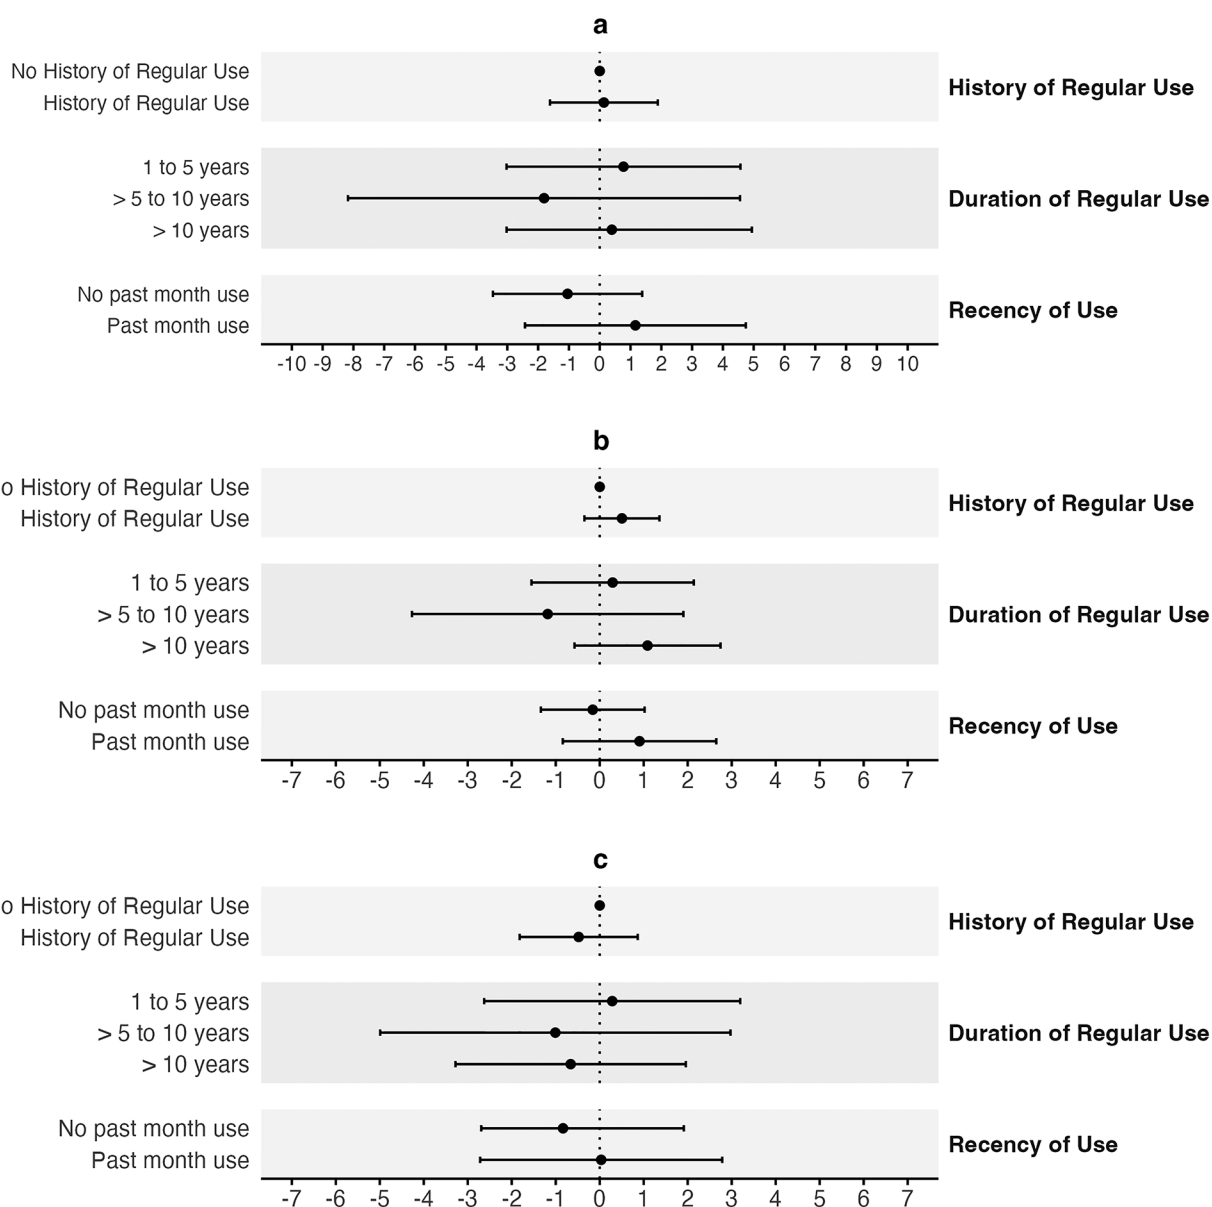 a
No History of Regular Use
History of Regular Use
History of Regular Use
1 to 5 years
> 5 to 10 years
Duration of Regular Use
> 10 years
No past month use
Past month use
Recency of Use
-10 -9 -8 -7 -6 -5 -4 -3 -2 -1 0 1 2 3 4 5 6 7 8 9 10
b
o History of Regular Use
History of Regular Use
History of Regular Use
1 to 5 years
> 5 to 10 years
Duration of Regular Use
> 10 years
No past month use
Past month use
Recency of Use
-7 -6 -5 -4 -3 -2 -1 0 1 2 3 4 5 6 7
c
o History of Regular Use
History of Regular Use
History of Regular Use
1 to 5 years
> 5 to 10 years
Duration of Regular Use
> 10 years
No past month use
Past month use
Recency of Use
-7 -6 -5 -4 -3 -2 -1 0 1 2 3 4 5 6 7